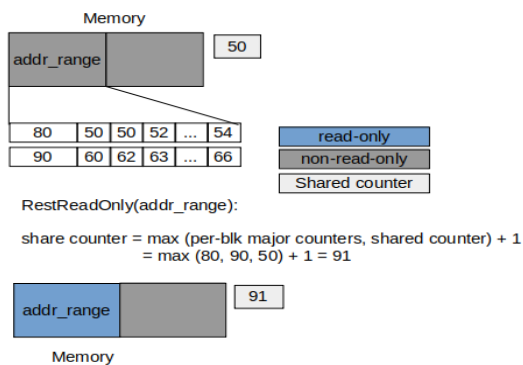 Memory
addr_range
50
80 50 50 52 ... 54
90 60 62 63 ... 66
read-only
non-read-only
Shared counter
RestReadOnly(addr_range):
share counter = max (per-blk major counters, shared counter) + 1
= max (80, 90, 50) + 1 = 91
addr_range
91
Memory